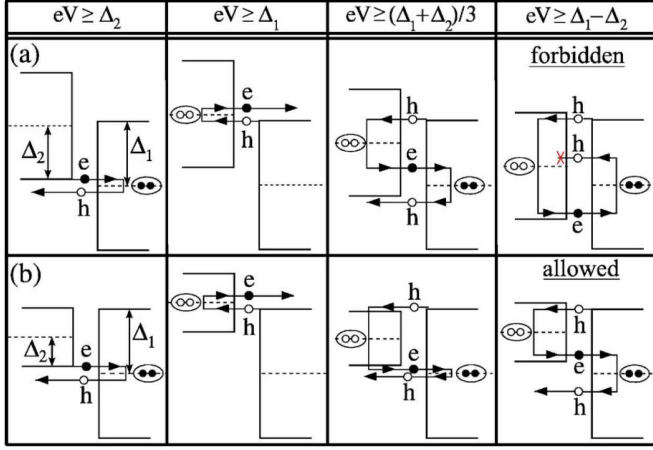 eV ≥ Δ₂ eV ≥ Δ₁ eV ≥ (Δ₁+Δ₂)/3 eV ≥ Δ₁−Δ₂
(a) forbidden
e h h
h
Δ₂ Δ₁ e h
e
h h e
(b) allowed
e h h
h
Δ₂ e Δ₁ e e
h h h